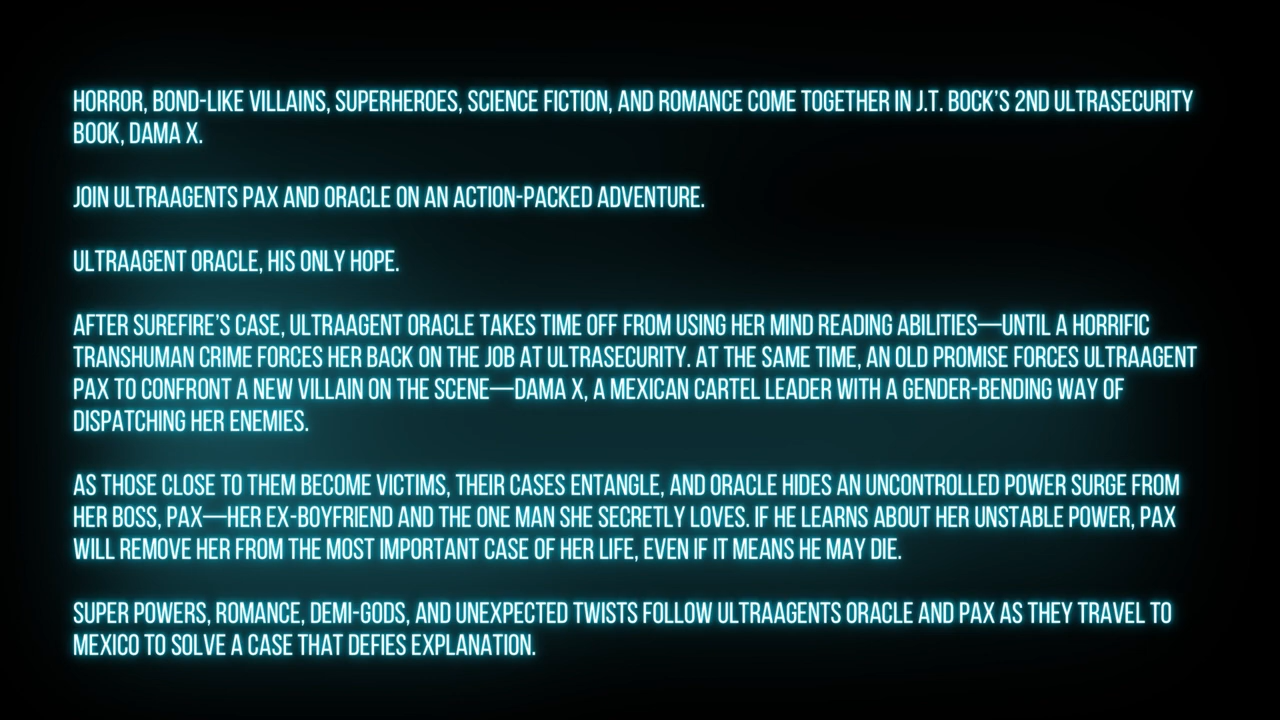 HORROR, BOND-LIKE VILLAINS, SUPERHEROES, SCIENCE FICTION, AND ROMANCE COME TOGETHER IN J.T. BOCK’S 2ND ULTRASECURITY
BOOK, DAMA X.
JOIN ULTRAAGENTS PAX AND ORACLE ON AN ACTION-PACKED ADVENTURE.
ULTRAAGENT ORACLE, HIS ONLY HOPE.
AFTER SUREFIRE’S CASE, ULTRAAGENT ORACLE TAKES TIME OFF FROM USING HER MIND READING ABILITIES—UNTIL A HORRIFIC
TRANSHUMAN CRIME FORCES HER BACK ON THE JOB AT ULTRASECURITY. AT THE SAME TIME, AN OLD PROMISE FORCES ULTRAAGENT
PAX TO CONFRONT A NEW VILLAIN ON THE SCENE—DAMA X, A MEXICAN CARTEL LEADER WITH A GENDER-BENDING WAY OF
DISPATCHING HER ENEMIES.
AS THOSE CLOSE TO THEM BECOME VICTIMS, THEIR CASES ENTANGLE, AND ORACLE HIDES AN UNCONTROLLED POWER SURGE FROM
HER BOSS, PAX—HER EX-BOYFRIEND AND THE ONE MAN SHE SECRETLY LOVES. IF HE LEARNS ABOUT HER UNSTABLE POWER, PAX
WILL REMOVE HER FROM THE MOST IMPORTANT CASE OF HER LIFE, EVEN IF IT MEANS HE MAY DIE.
SUPER POWERS, ROMANCE, DEMI-GODS, AND UNEXPECTED TWISTS FOLLOW ULTRAAGENTS ORACLE AND PAX AS THEY TRAVEL TO
MEXICO TO SOLVE A CASE THAT DEFIES EXPLANATION.